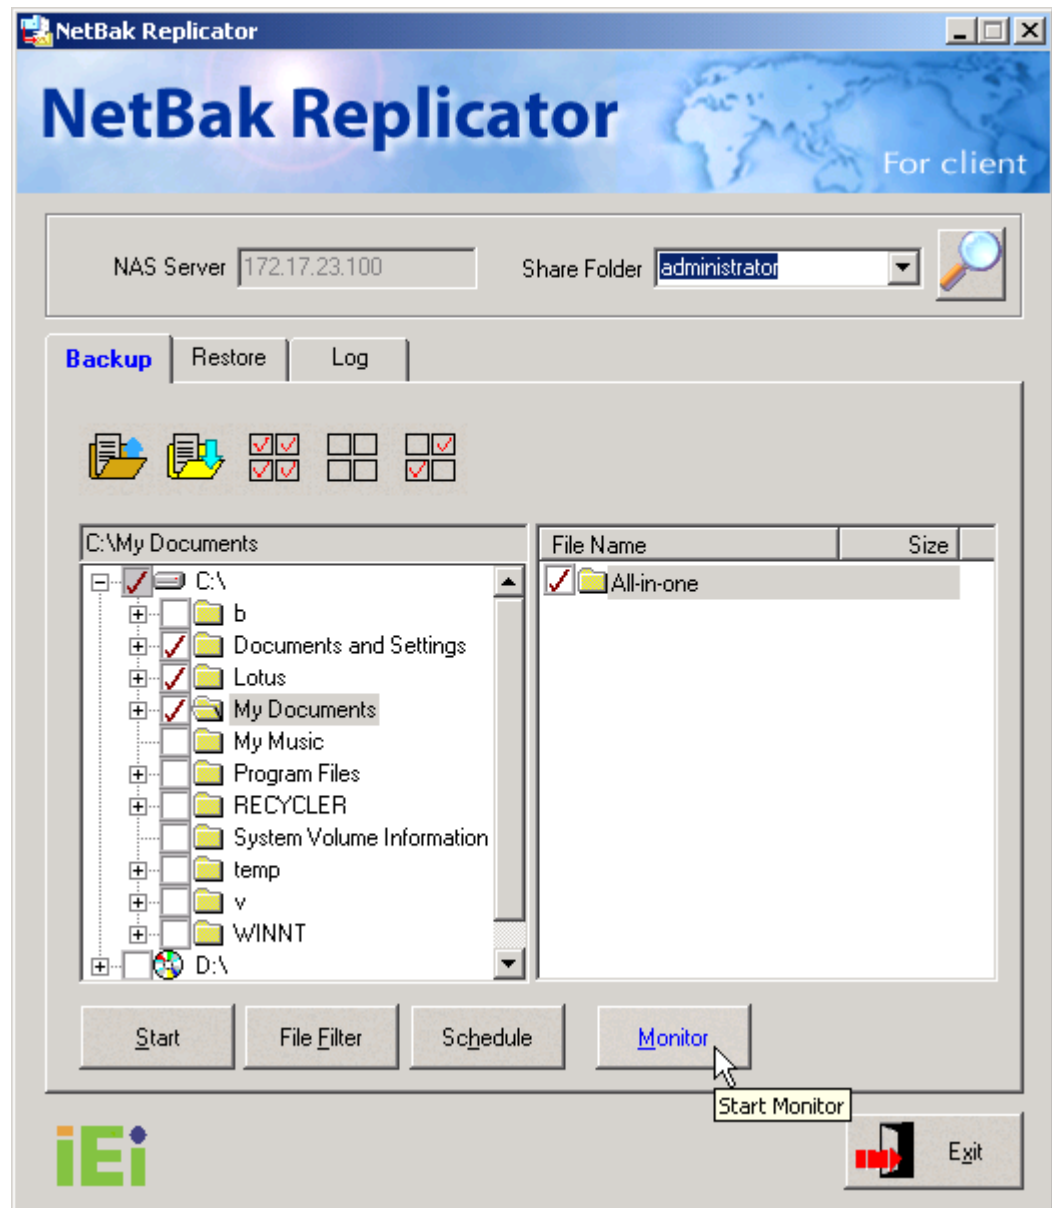 NetBak Replicator
NetBak Replicator
For client
NAS Server 172.17.23.100 Share Folder administrator
Backup Restore Log
C:\My Documents
File Name Size
C:\
b
Documents and Settings
Lotus
My Documents
My Music
Program Files
RECYCLER
System Volume Information
temp
v
WINNT
D:\
All-in-one
Start File Filter Schedule Monitor
Start Monitor
iEi
Exit